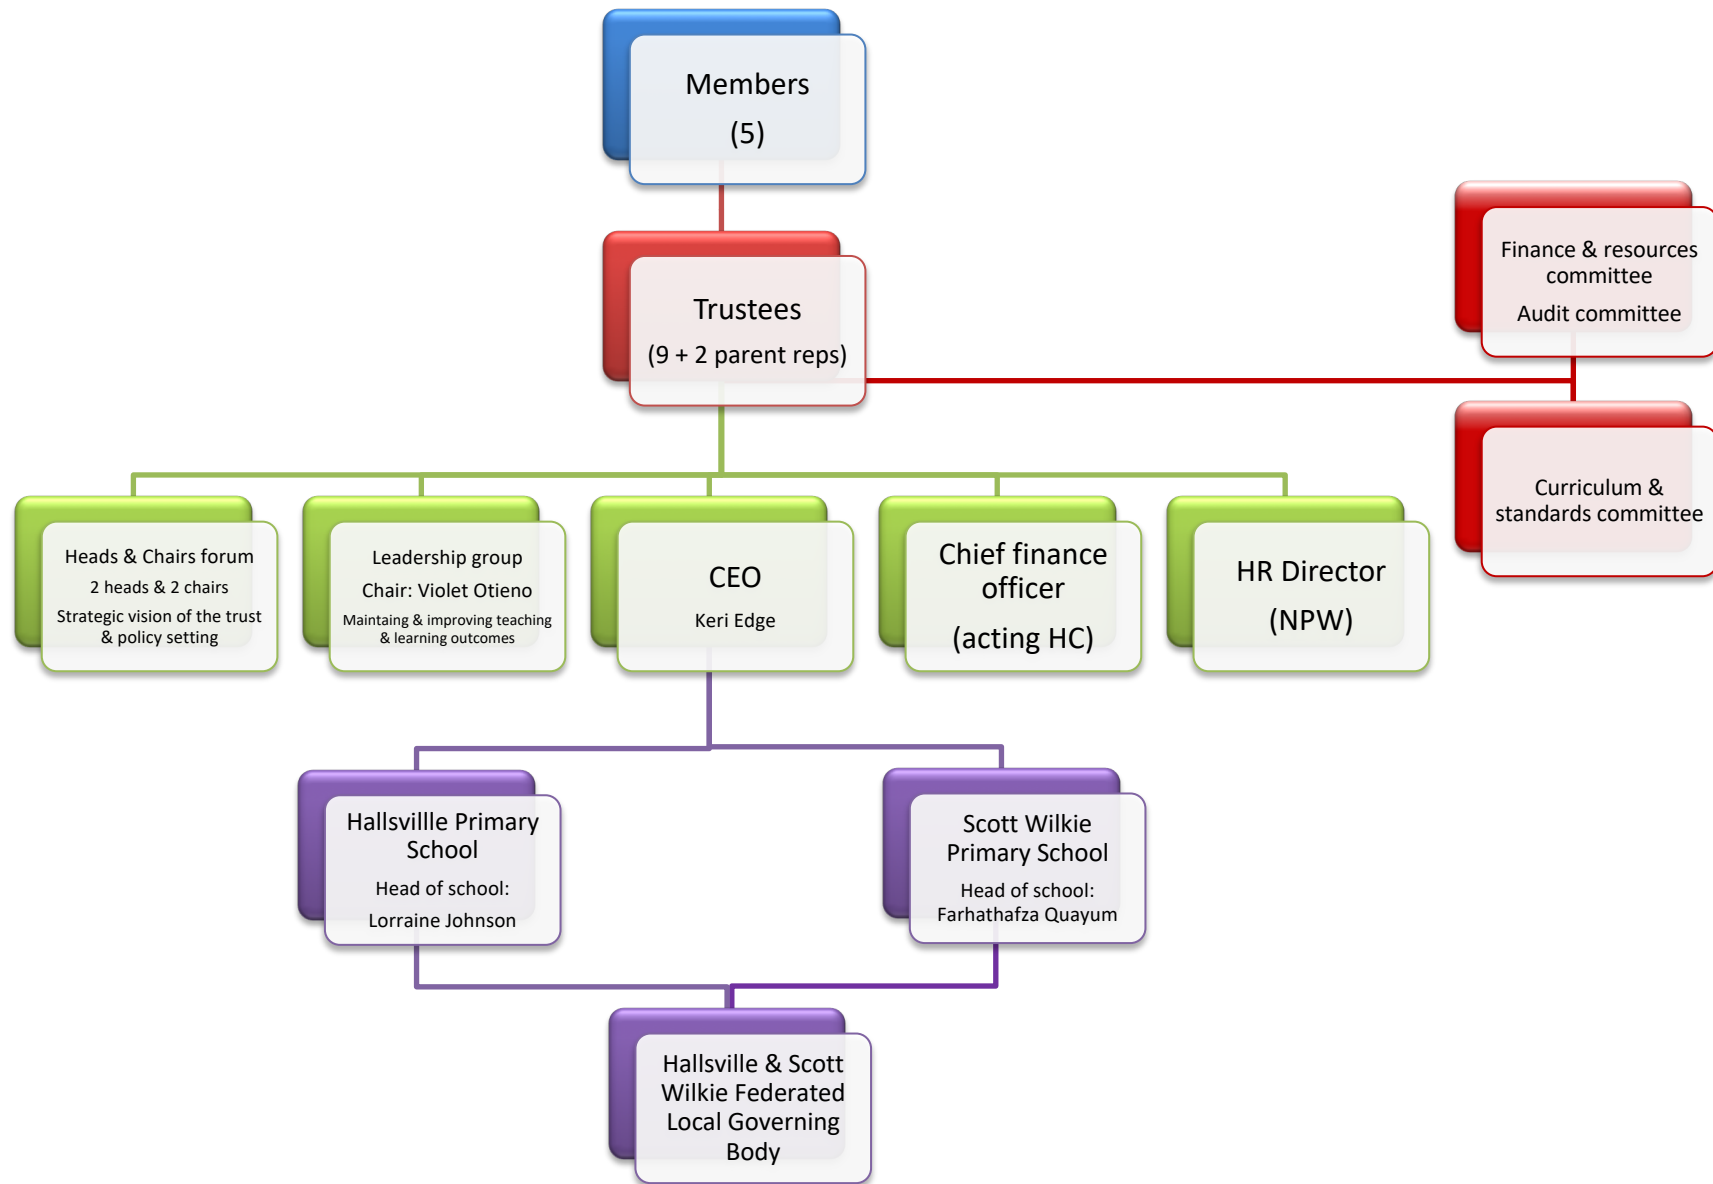 Members
(5)
Trustees
(9 + 2 parent reps)
Finance & resources
committee
Audit committee
Curriculum &
standards committee
Heads & Chairs forum
2 heads & 2 chairs
Strategic vision of the trust
& policy setting
Leadership group
Chair: Violet Otieno
Maintaing & improving teaching
& learning outcomes
CEO
Keri Edge
Chief finance
officer
(acting HC)
HR Director
(NPW)
Hallsvillle Primary
School
Head of school:
Lorraine Johnson
Scott Wilkie
Primary School
Head of school:
Farhathafza Quayum
Hallsville & Scott
Wilkie Federated
Local Governing
Body